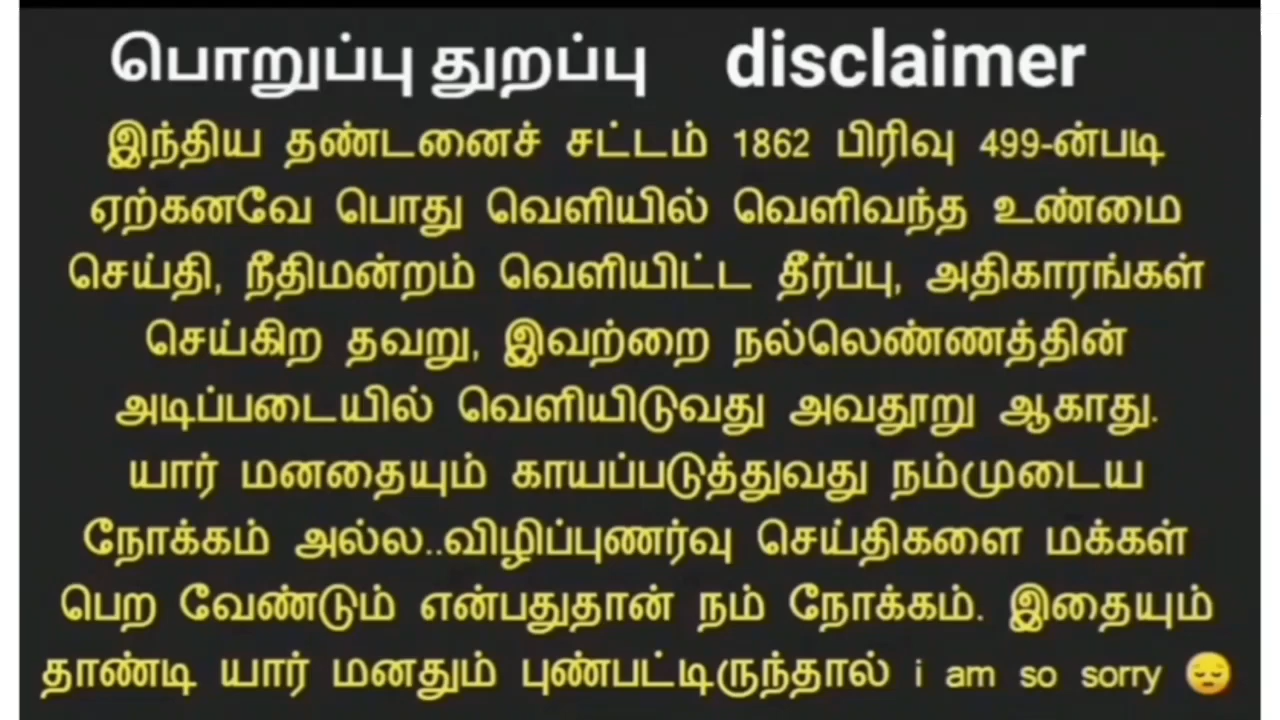 பொறுப்பு துறப்பு disclaimer
இந்திய தண்டனைச் சட்டம் 1862 பிரிவு 499-ன்படி
ஏற்கனவே பொது வெளியில் வெளிவந்த உண்மை
செய்தி, நீதிமன்றம் வெளியிட்ட தீர்ப்பு, அதிகாரங்கள்
செய்கிற தவறு, இவற்றை நல்லெண்ணத்தின்
அடிப்படையில் வெளியிடுவது அவதூறு ஆகாது.
யார் மனதையும் காயப்படுத்துவது நம்முடைய
நோக்கம் அல்ல..விழிப்புணர்வு செய்திகளை மக்கள்
பெற வேண்டும் என்பதுதான் நம் நோக்கம். இதையும்
தாண்டி யார் மனதும் புண்பட்டிருந்தால் i am so sorry 😔